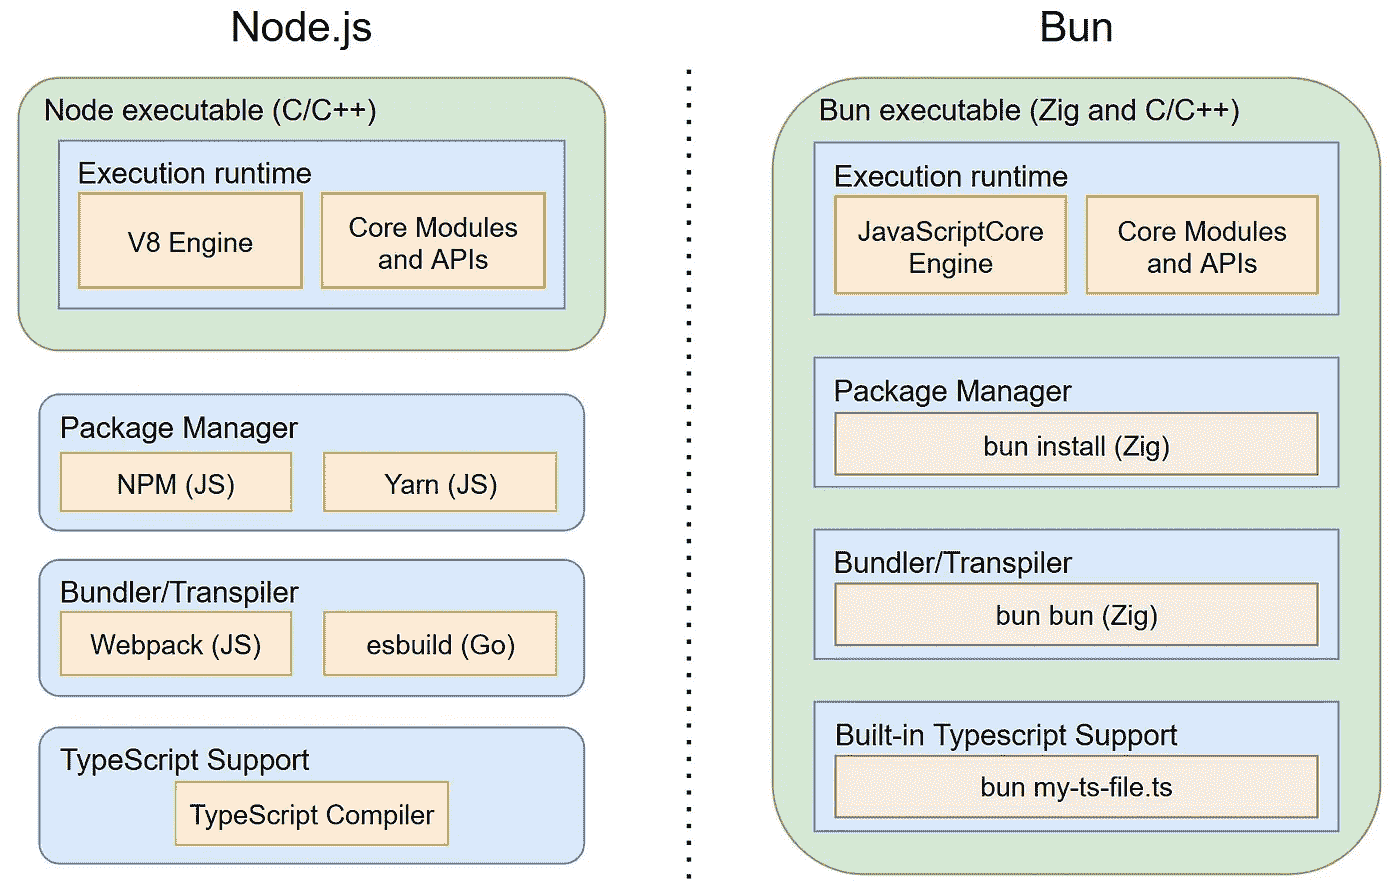 Node.js
Node executable (C/C++)
Execution runtime
V8 Engine
Core Modules
and APIs
Package Manager
NPM (JS)
Yarn (JS)
Bundler/Transpiler
Webpack (JS)
esbuild (Go)
TypeScript Support
TypeScript Compiler
Bun
Bun executable (Zig and C/C++)
Execution runtime
JavaScriptCore
Engine
Core Modules
and APIs
Package Manager
bun install (Zig)
Bundler/Transpiler
bun bun (Zig)
Built-in Typescript Support
bun my-ts-file.ts